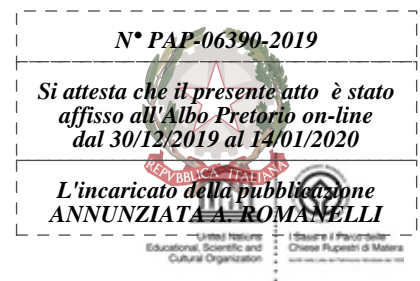 N° PAP-06390-2019
Si attesta che il presente atto è stato
affisso all'Albo Pretorio on-line
dal 30/12/2019 al 14/01/2020
REPVBBLICA ITALIANA
L'incaricato della pubblicazione
ANNUNZIATA A. ROMANELLI
United Nations
Educational, Scientific and
Cultural Organization
I Sassi e il Parco delle
Chiese Rupestri di Matera